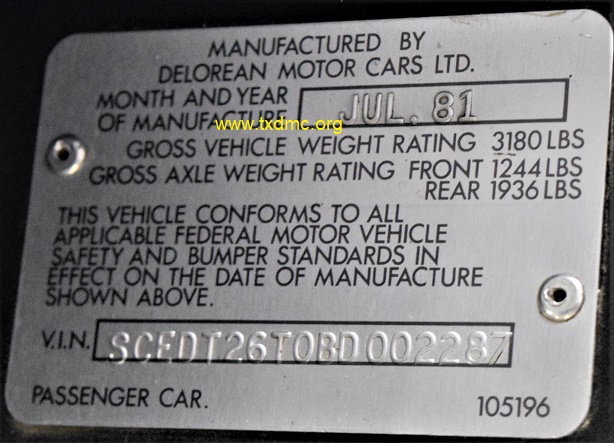 MANUFACTURED BY
DELOREAN MOTOR CARS LTD.
MONTH AND YEAR
OF MANUFACTURE JUL. 81
www.txdmc.org
GROSS VEHICLE WEIGHT RATING 3180 LBS
GROSS AXLE WEIGHT RATING FRONT 1244 LBS
REAR 1936 LBS
THIS VEHICLE CONFORMS TO ALL
APPLICABLE FEDERAL MOTOR VEHICLE
SAFETY AND BUMPER STANDARDS IN
EFFECT ON THE DATE OF MANUFACTURE
SHOWN ABOVE.
V.I.N. SCEDT26T0BD002287
PASSENGER CAR.
105196